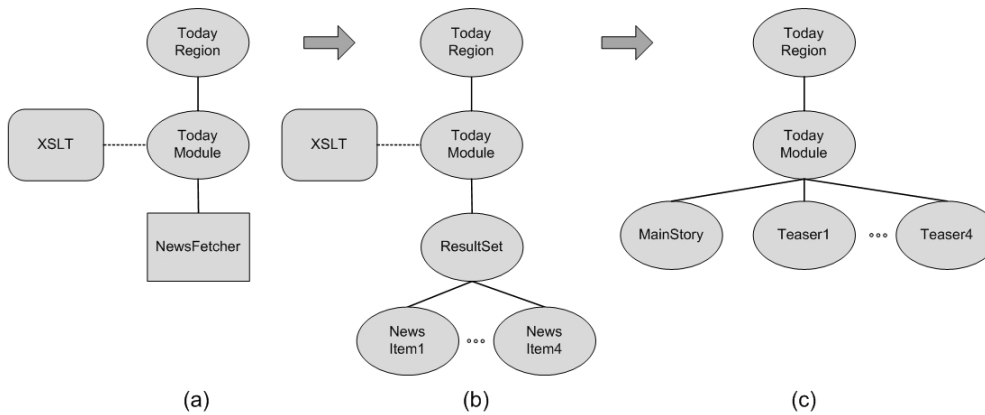 Today
Region
XSLT
Today
Module
NewsFetcher
(a)
Today
Region
XSLT
Today
Module
ResultSet
News
Item1
News
Item4
(b)
Today
Region
Today
Module
MainStory
Teaser1
Teaser4
(c)